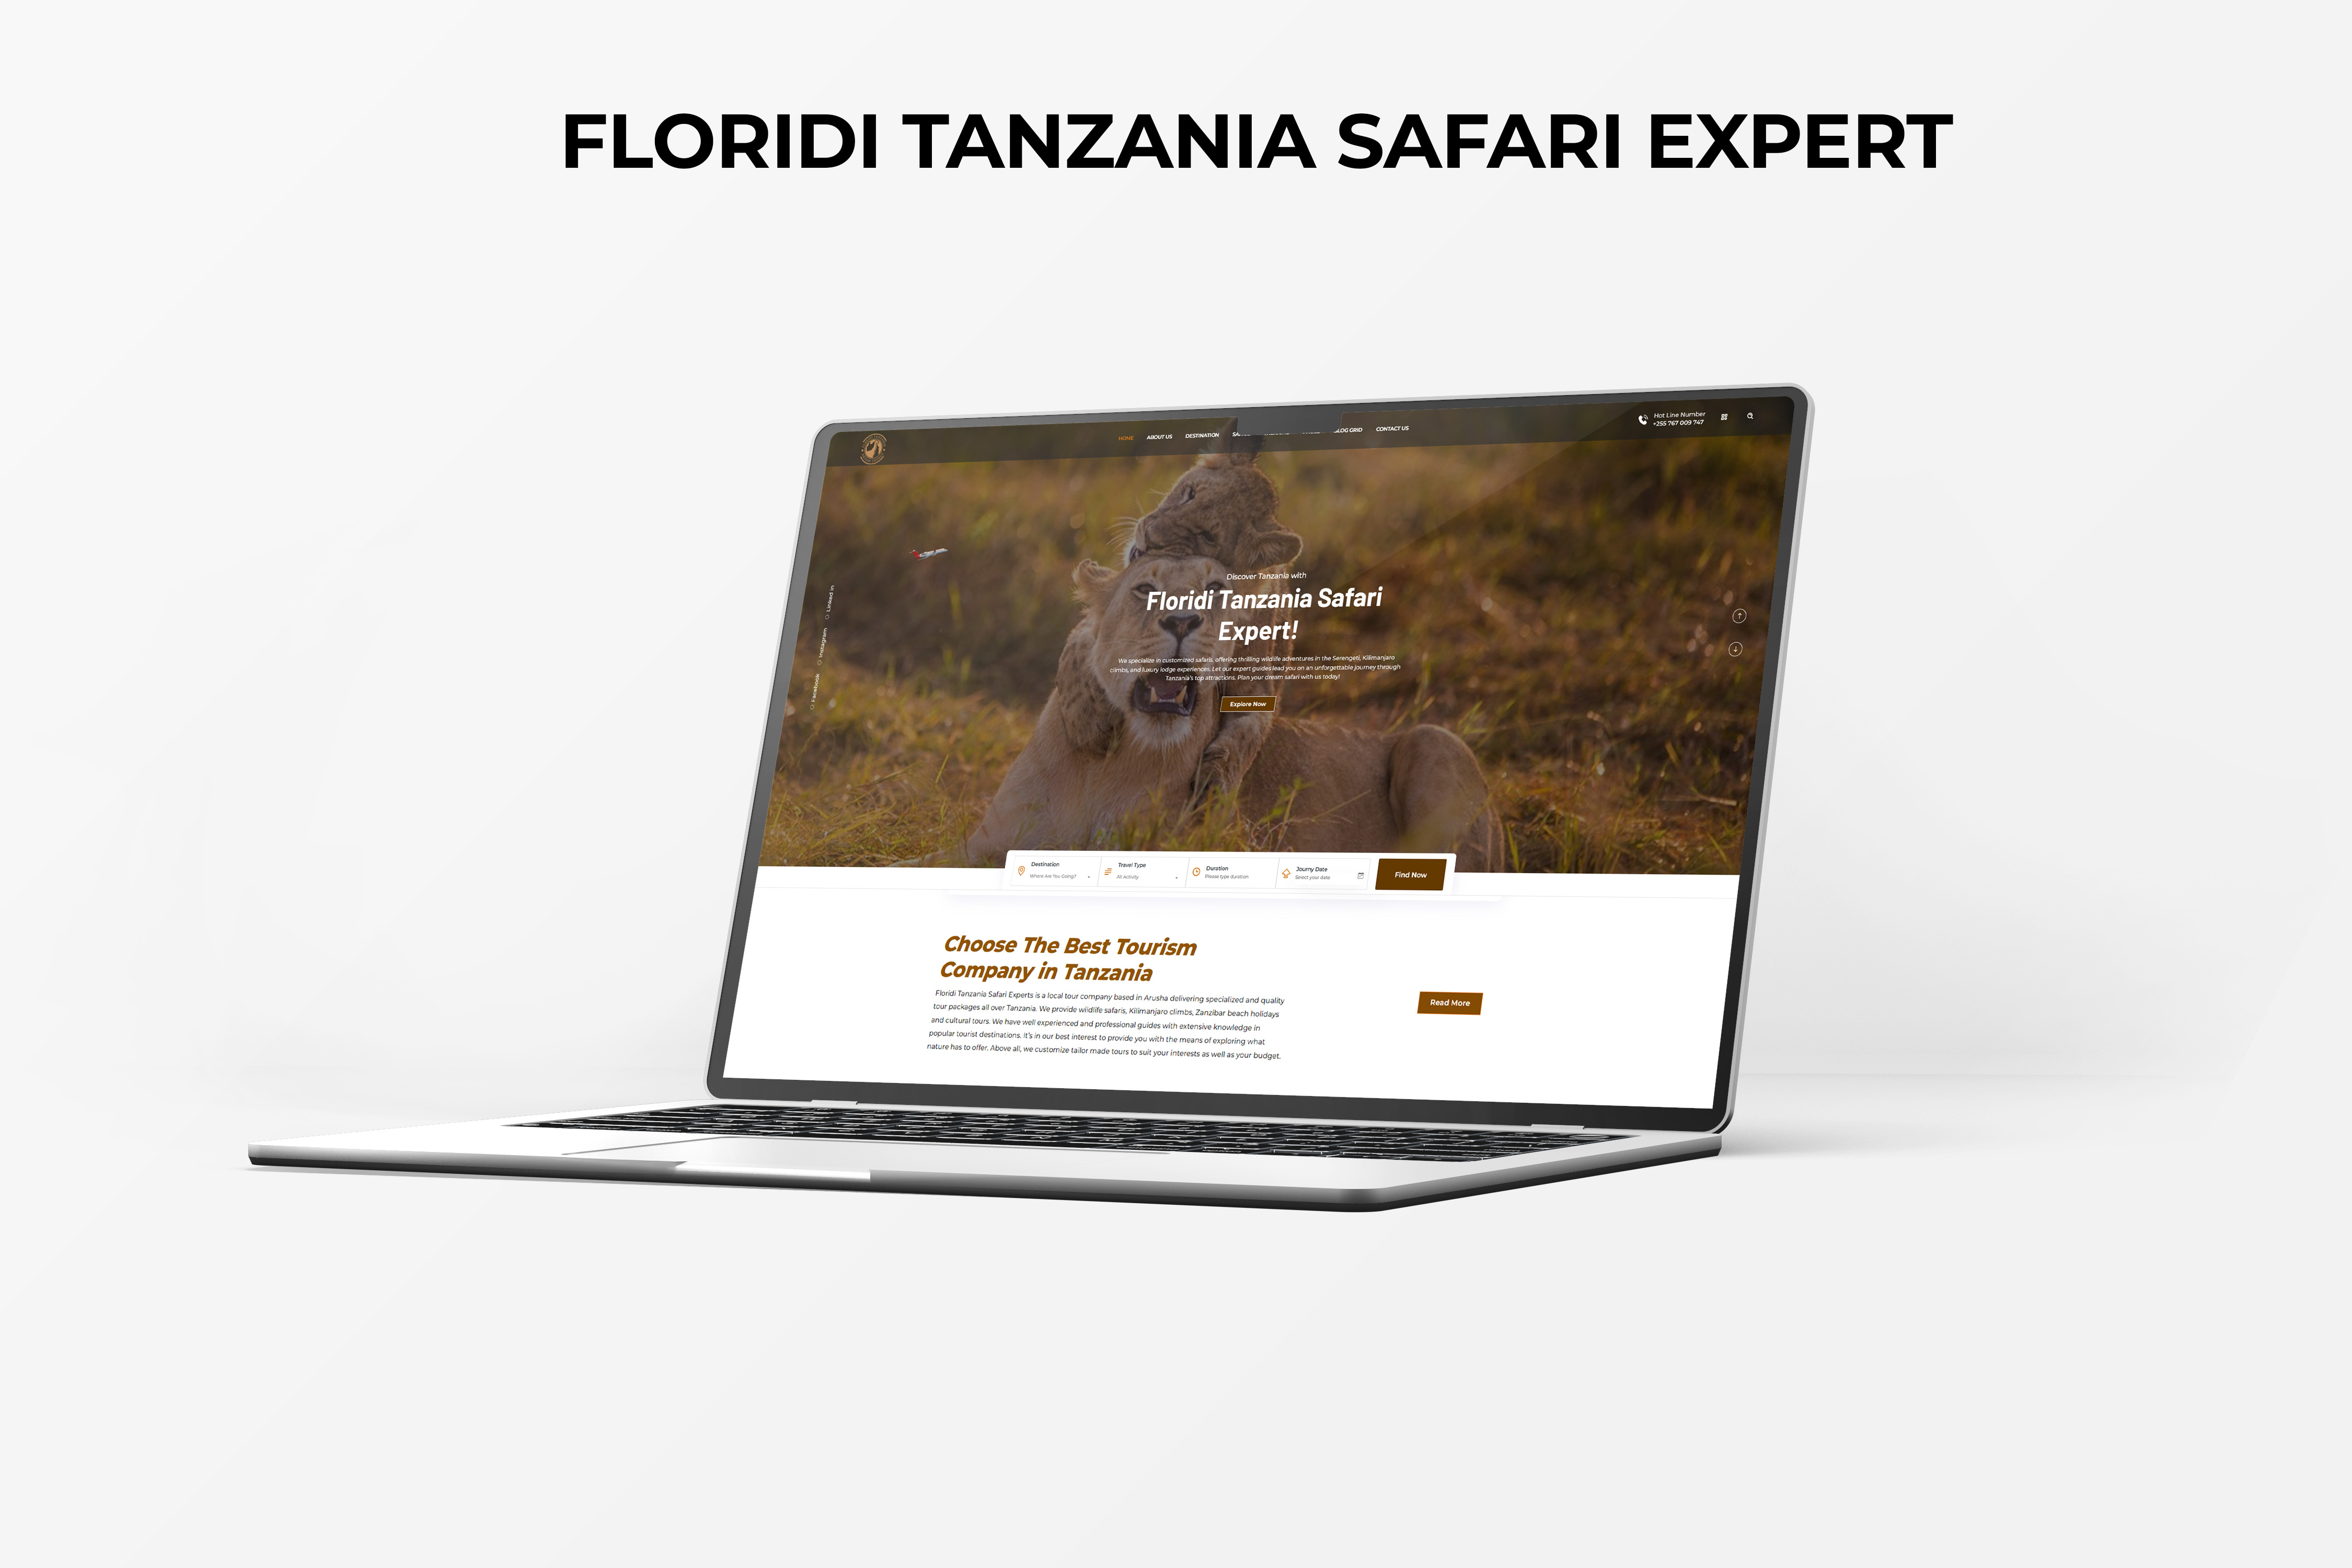 FLORIDI TANZANIA SAFARI EXPERT
HOME ABOUT US DESTINATION GRID CONTACT US
Hot Line Number
+255 767 009 747
Linked in
Instagram
Facebook
Discover Tanzania with
Floridi Tanzania Safari
Expert!
We specialize in customized safaris, offering thrilling wildlife adventures in the Serengeti, Kilimanjaro
climbs, and luxury lodge experiences. Let our expert guides lead you on an unforgettable journey through
Tanzania's top attractions. Plan your dream safari with us today!
Explore Now
Destination
Where Are You Going?
Travel Type
All Activity
Duration
Please type duration
Journy Date
Select your date
Find Now
Choose The Best Tourism
Company in Tanzania
Floridi Tanzania Safari Experts is a local tour company based in Arusha delivering specialized and quality
tour packages all over Tanzania. We provide wildlife safaris, Kilimanjaro climbs, Zanzibar beach holidays
and cultural tours. We have well experienced and professional guides with extensive knowledge in
popular tourist destinations. It's in our best interest to provide you with the means of exploring what
nature has to offer. Above all, we customize tailor made tours to suit your interests as well as your budget.
Read More